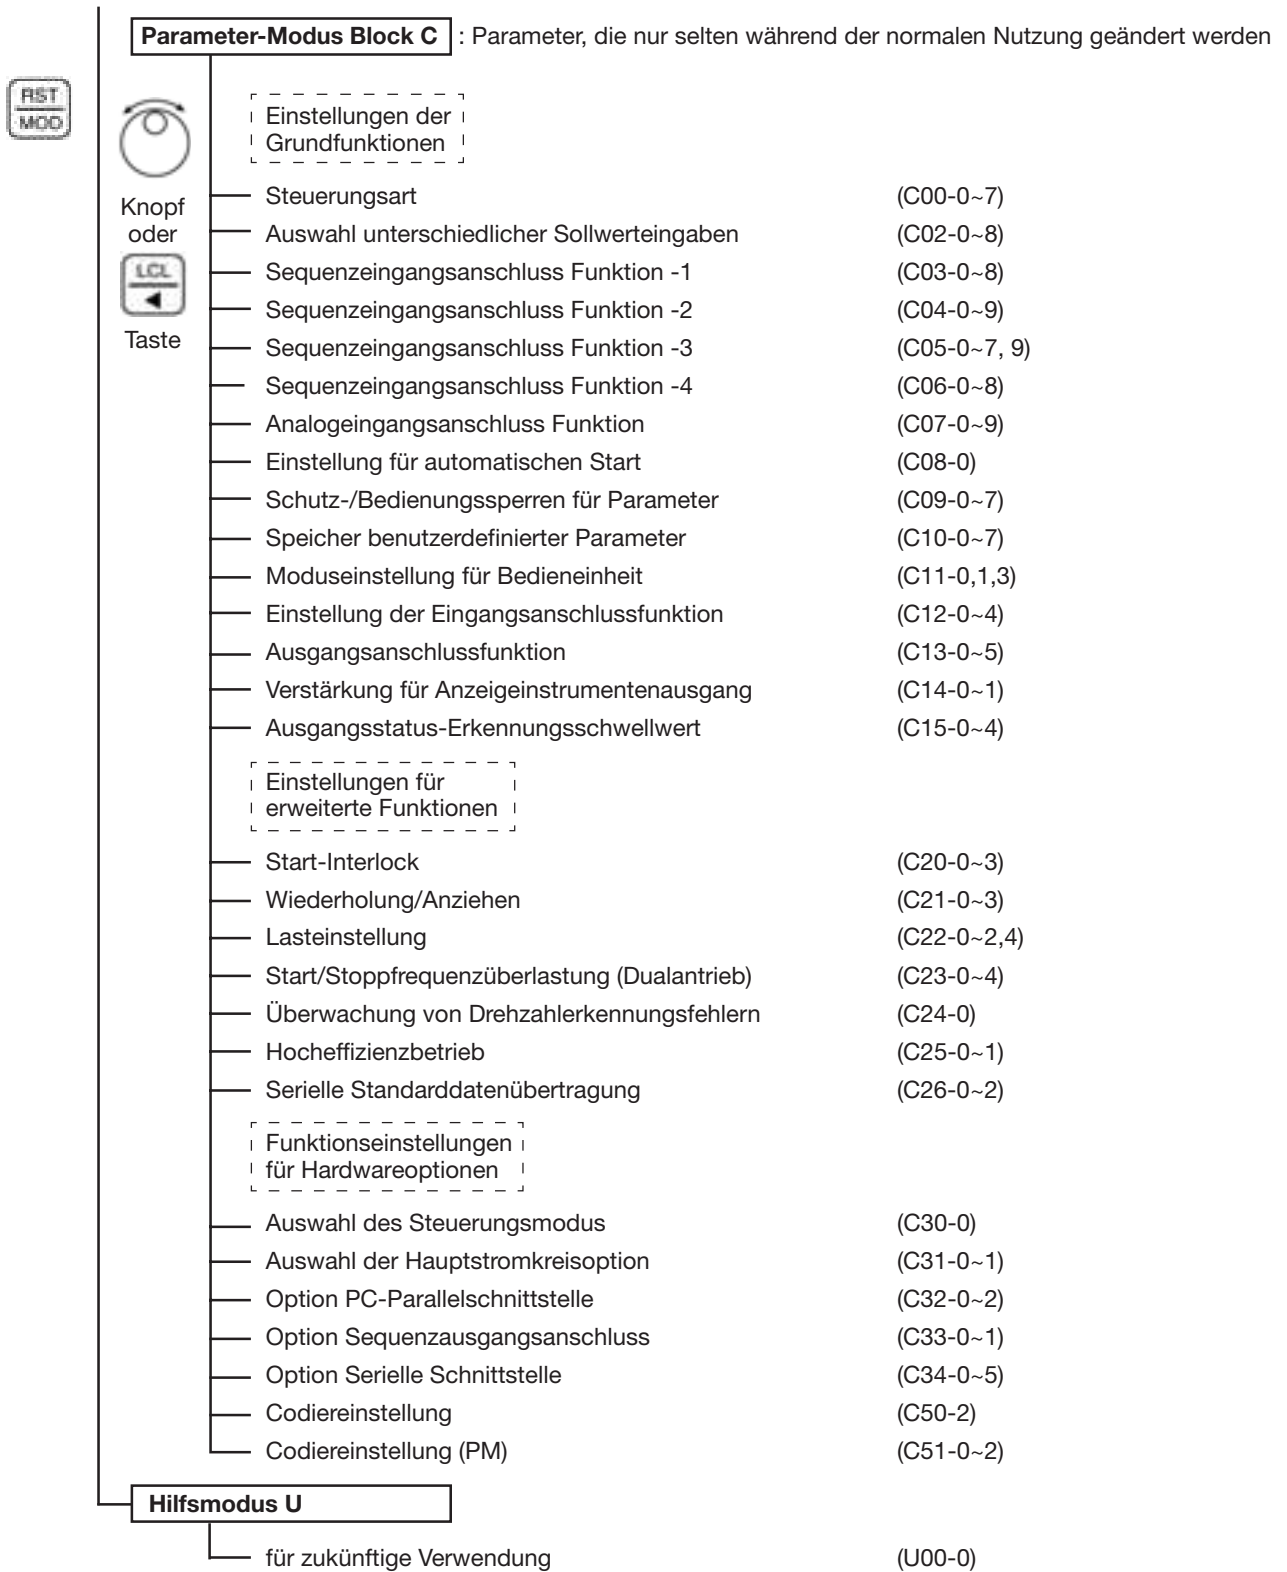 Parameter-Modus Block C : Parameter, die nur selten während der normalen Nutzung geändert werden
RST
MOD
Einstellungen der
Grundfunktionen
Knopf
oder
LCL
◀
Taste
Steuerungsart (C00-0~7)
Auswahl unterschiedlicher Sollwerteingaben (C02-0~8)
Sequenzeingangsanschluss Funktion -1 (C03-0~8)
Sequenzeingangsanschluss Funktion -2 (C04-0~9)
Sequenzeingangsanschluss Funktion -3 (C05-0~7, 9)
Sequenzeingangsanschluss Funktion -4 (C06-0~8)
Analogeingangsanschluss Funktion (C07-0~9)
Einstellung für automatischen Start (C08-0)
Schutz-/Bedienungssperren für Parameter (C09-0~7)
Speicher benutzerdefinierter Parameter (C10-0~7)
Moduseinstellung für Bedieneinheit (C11-0,1,3)
Einstellung der Eingangsanschlussfunktion (C12-0~4)
Ausgangsanschlussfunktion (C13-0~5)
Verstärkung für Anzeigeinstrumentenausgang (C14-0~1)
Ausgangsstatus-Erkennungsschwellwert (C15-0~4)
Einstellungen für
erweiterte Funktionen
Start-Interlock (C20-0~3)
Wiederholung/Anziehen (C21-0~3)
Lasteinstellung (C22-0~2,4)
Start/Stoppfrequenzüberlastung (Dualantrieb) (C23-0~4)
Überwachung von Drehzahlerkennungsfehlern (C24-0)
Hocheffizienzbetrieb (C25-0~1)
Serielle Standarddatenübertragung (C26-0~2)
Funktionseinstellungen
für Hardwareoptionen
Auswahl des Steuerungsmodus (C30-0)
Auswahl der Hauptstromkreisoption (C31-0~1)
Option PC-Parallelschnittstelle (C32-0~2)
Option Sequenzausgangsanschluss (C33-0~1)
Option Serielle Schnittstelle (C34-0~5)
Codiereinstellung (C50-2)
Codiereinstellung (PM) (C51-0~2)
Hilfsmodus U
für zukünftige Verwendung (U00-0)